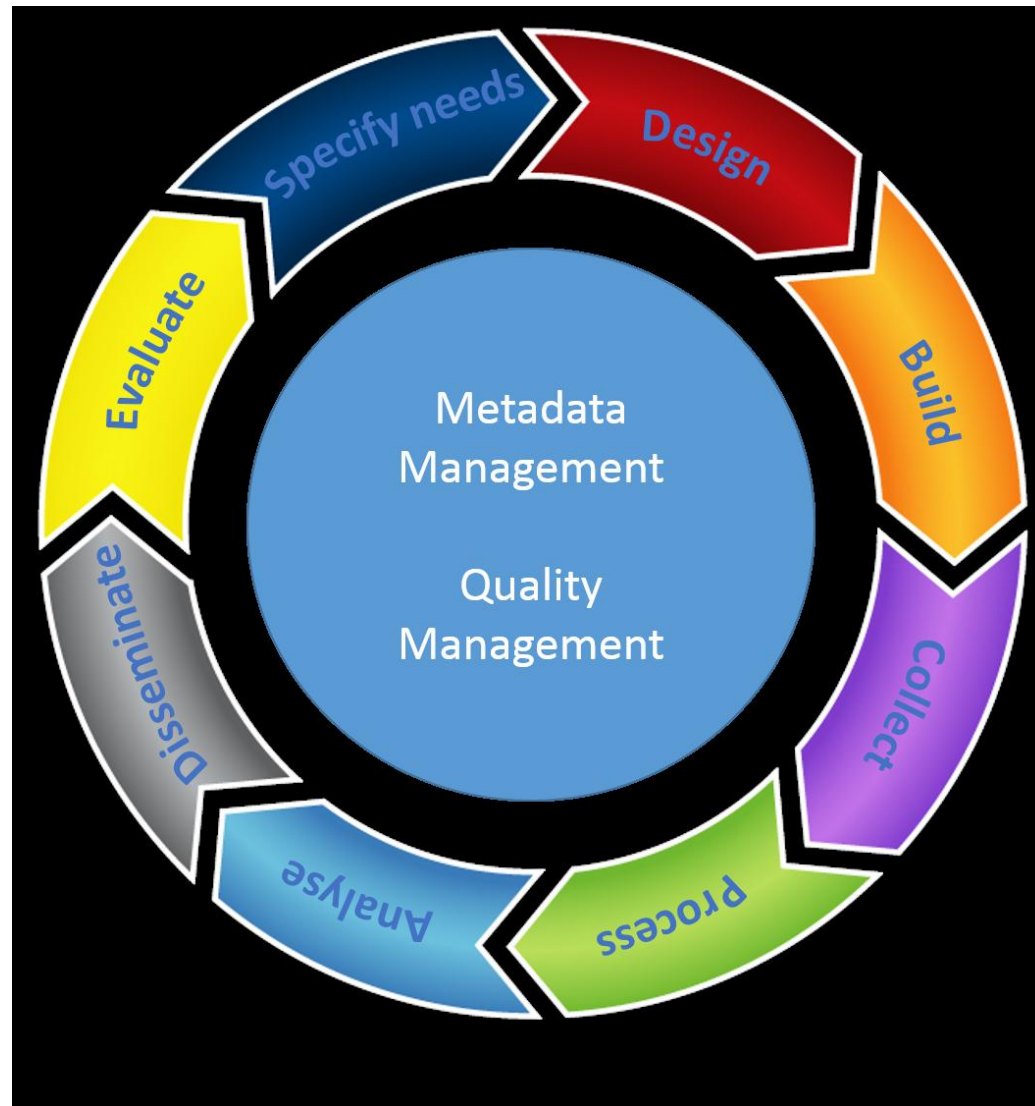 Specify needs
Design
Build
Collect
Process
Analyse
Disseminate
Evaluate
Metadata
Management
Quality
Management